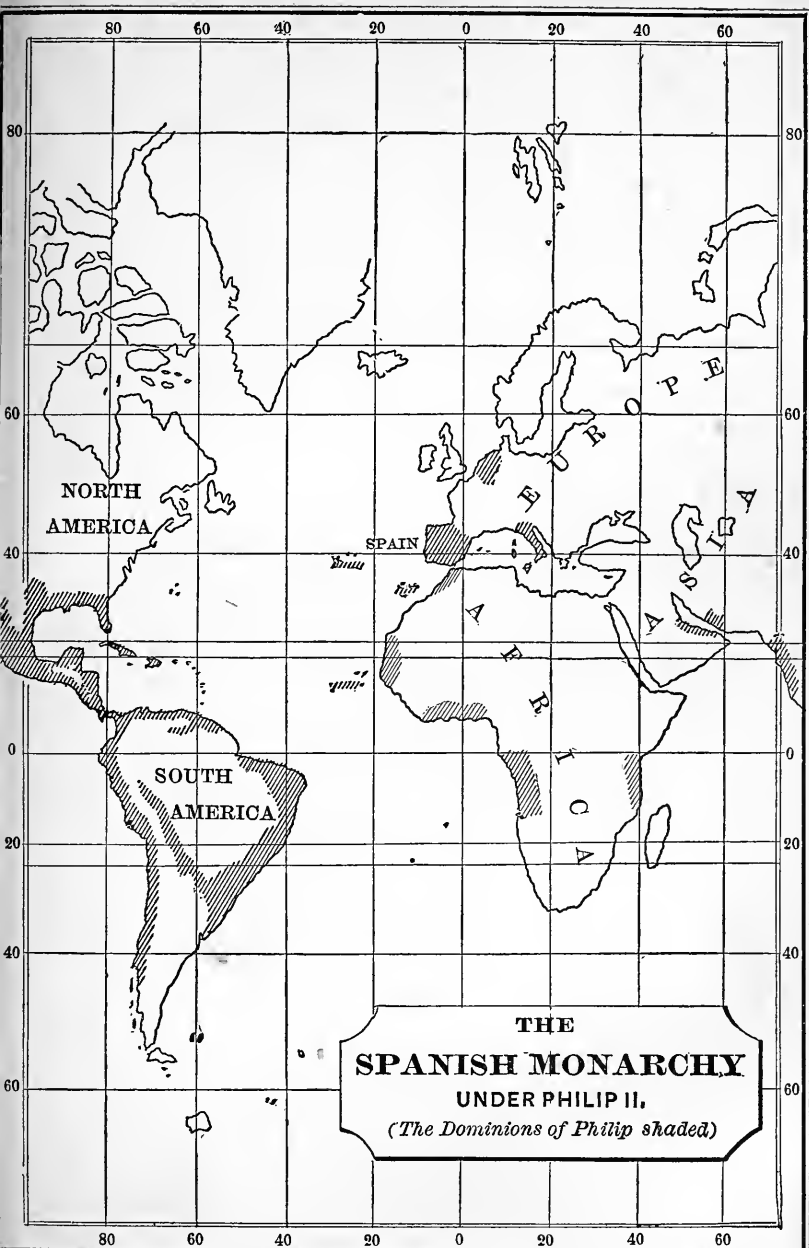 80 60 40 20 0 20 40 60
80 80
60 60
EUROPE
NORTH
AMERICA
SPAIN
40 40
ASIA
AFRICA
0 0
SOUTH
AMERICA
20 20
40 40
THE
SPANISH MONARCHY
UNDER PHILIP II.
(The Dominions of Philip shaded)
60 60
80 60 40 20 0 20 40 60